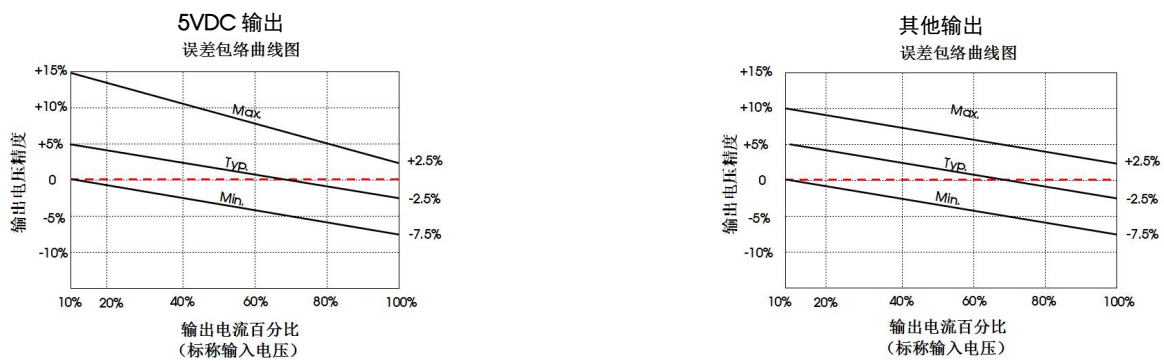 5VDC 输出
误差包络曲线图
+15%
+10%
+5%
0
-5%
-10%
输出电压精度
Max.
Typ.
Min.
+2.5%
-2.5%
-7.5%
10% 20% 40% 60% 80% 100%
输出电流百分比
（标称输入电压）
其他输出
误差包络曲线图
+15%
+10%
+5%
0
-5%
-10%
输出电压精度
Max.
Typ.
Min.
+2.5%
-2.5%
-7.5%
10% 20% 40% 60% 80% 100%
输出电流百分比
（标称输入电压）